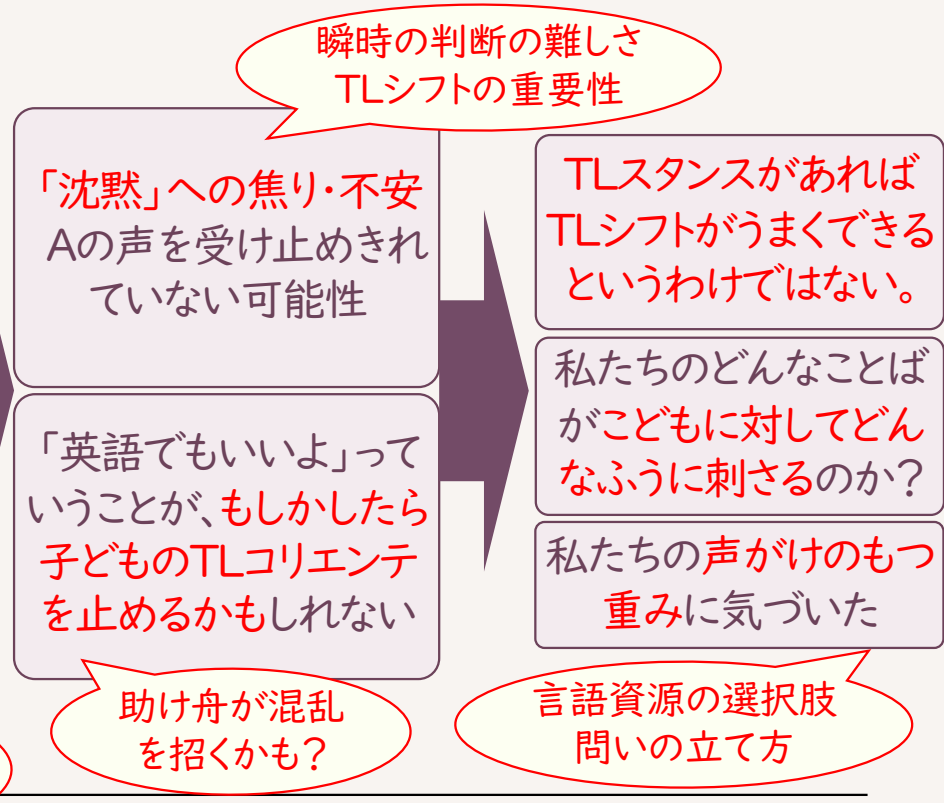 瞬時の判断の難しさ
TLシフトの重要性
「沈黙」への焦り・不安
Aの声を受け止めきれ
ていない可能性
「英語でもいいよ」って
いうことが、もしかしたら
子どものTLコリエンテ
を止めるかもしれない
助け舟が混乱
を招くかも？
TLスタンスがあれば
TLシフトがうまくできる
というわけではない。
私たちのどんなことば
がこどもに対してどん
なふうに刺さるのか？
私たちの声がけのもつ
重みに気づいた
言語資源の選択肢
問いの立て方